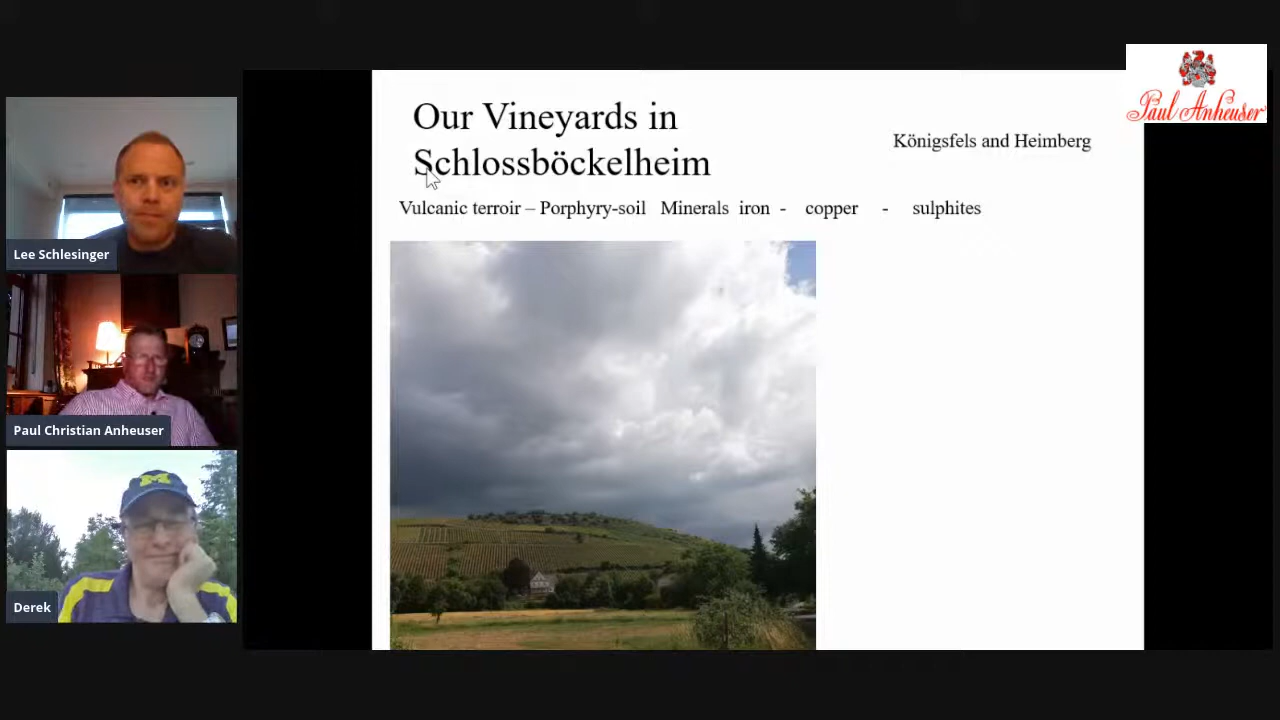 Our Vineyards in
Schlossböckelheim
Königsfels and Heimberg
Vulcanic terroir – Porphyry-soil Minerals iron - copper - sulphites
Paul Anheuser
Lee Schlesinger
Paul Christian Anheuser
M
Derek